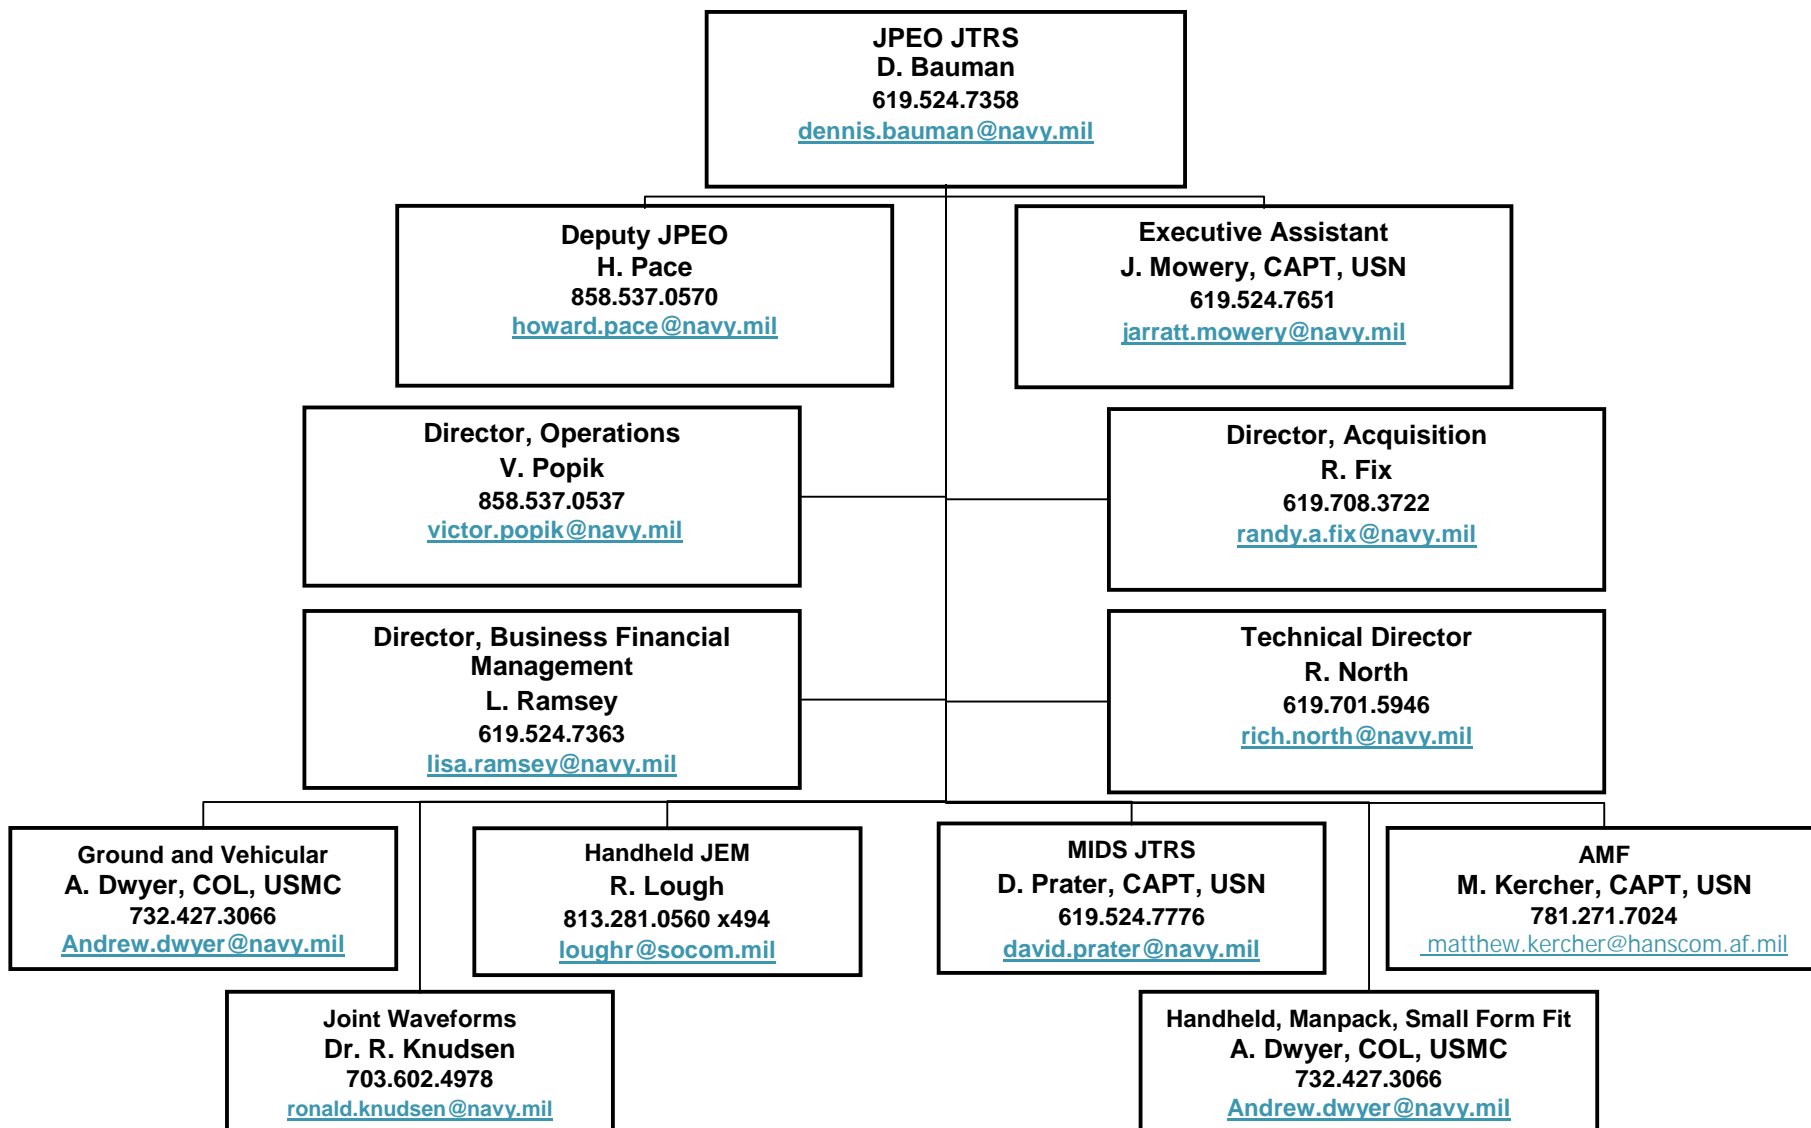 JPEO JTRS
D. Bauman
619.524.7358
dennis.bauman@navy.mil
Deputy JPEO
H. Pace
858.537.0570
howard.pace@navy.mil
Executive Assistant
J. Mowery, CAPT, USN
619.524.7651
jarratt.mowery@navy.mil
Director, Operations
V. Popik
858.537.0537
victor.popik@navy.mil
Director, Acquisition
R. Fix
619.708.3722
randy.a.fix@navy.mil
Director, Business Financial
Management
L. Ramsey
619.524.7363
lisa.ramsey@navy.mil
Technical Director
R. North
619.701.5946
rich.north@navy.mil
Ground and Vehicular
A. Dwyer, COL, USMC
732.427.3066
Andrew.dwyer@navy.mil
Handheld JEM
R. Lough
813.281.0560 x494
loughr@socom.mil
MIDS JTRS
D. Prater, CAPT, USN
619.524.7776
david.prater@navy.mil
AMF
M. Kercher, CAPT, USN
781.271.7024
matthew.kercher@hanscom.af.mil
Joint Waveforms
Dr. R. Knudsen
703.602.4978
ronald.knudsen@navy.mil
Handheld, Manpack, Small Form Fit
A. Dwyer, COL, USMC
732.427.3066
Andrew.dwyer@navy.mil